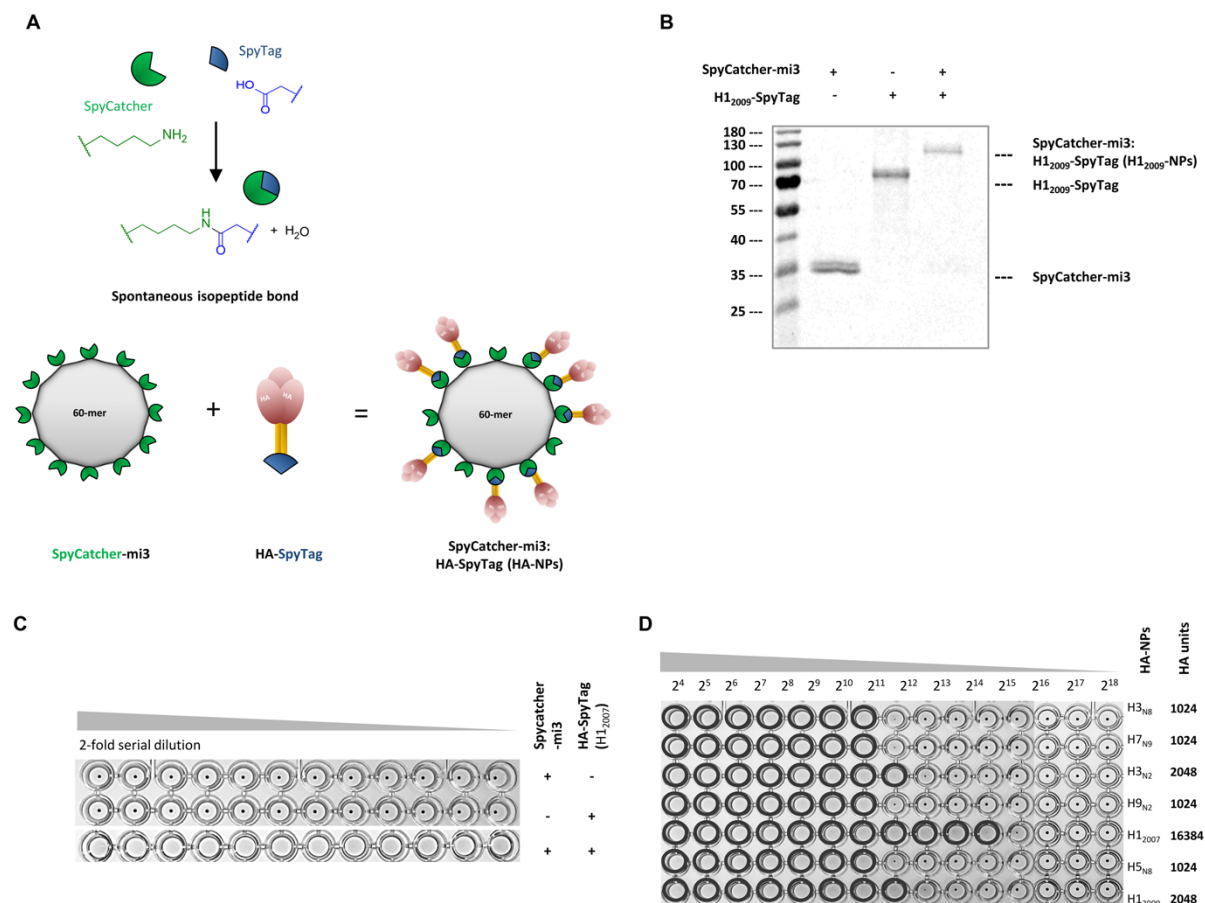 A
SpyTag
SpyCatcher
HO
O
NH₂
H
N
O
+ H₂O
Spontaneous isopeptide bond
60-mer
+
HA HA
=
60-mer
SpyCatcher-mi3
HA-SpyTag
SpyCatcher-mi3:
HA-SpyTag (HA-NPs)
B
SpyCatcher-mi3 + - +
H1₂₀₀₉-SpyTag - + +
180 ---
130 ---
100 ---
70 ---
55 ---
40 ---
35 ---
25 ---
--- SpyCatcher-mi3:
H1₂₀₀₉-SpyTag (H1₂₀₀₉-NPs)
--- H1₂₀₀₉-SpyTag
--- SpyCatcher-mi3
C
2-fold serial dilution
Spycatcher
-mi3
HA-SpyTag
(H1₂₀₀₇)
+ -
- +
+ +
D
HA-NPs
HA units
2⁴ 2⁵ 2⁶ 2⁷ 2⁸ 2⁹ 2¹⁰ 2¹¹ 2¹² 2¹³ 2¹⁴ 2¹⁵ 2¹⁶ 2¹⁷ 2¹⁸
H3N8 1024
H7N9 1024
H3N2 2048
H9N2 1024
H1₂₀₀₇ 16384
H5N8 1024
H1₂₀₀₉ 2048